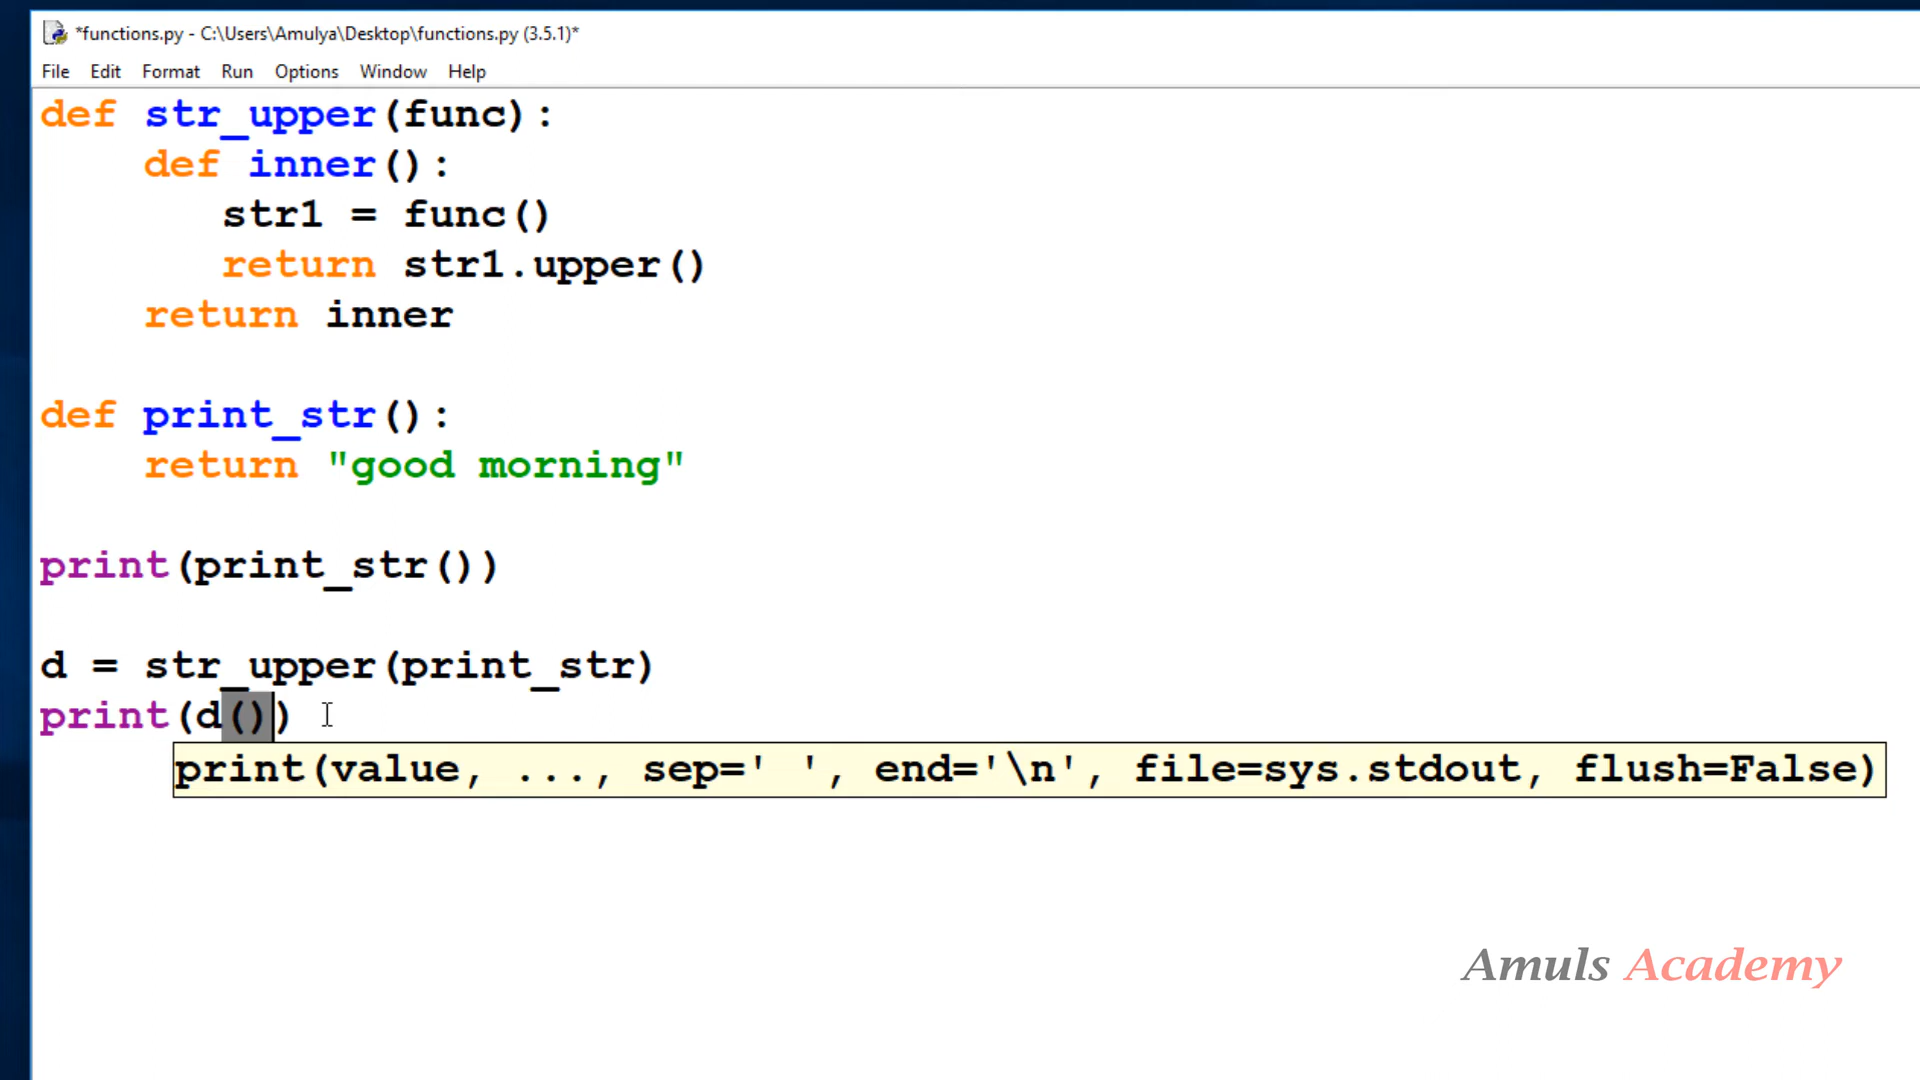 *functions.py - C:\Users\Amulya\Desktop\functions.py (3.5.1)*
File Edit Format Run Options Window Help
def str_upper(func):
    def inner():
       str1 = func()
       return str1.upper()
    return inner
def print_str():
    return "good morning"
print(print_str())
d = str_upper(print_str)
print(d())
print(value, ..., sep=' ', end='\n', file=sys.stdout, flush=False)
Amuls Academy